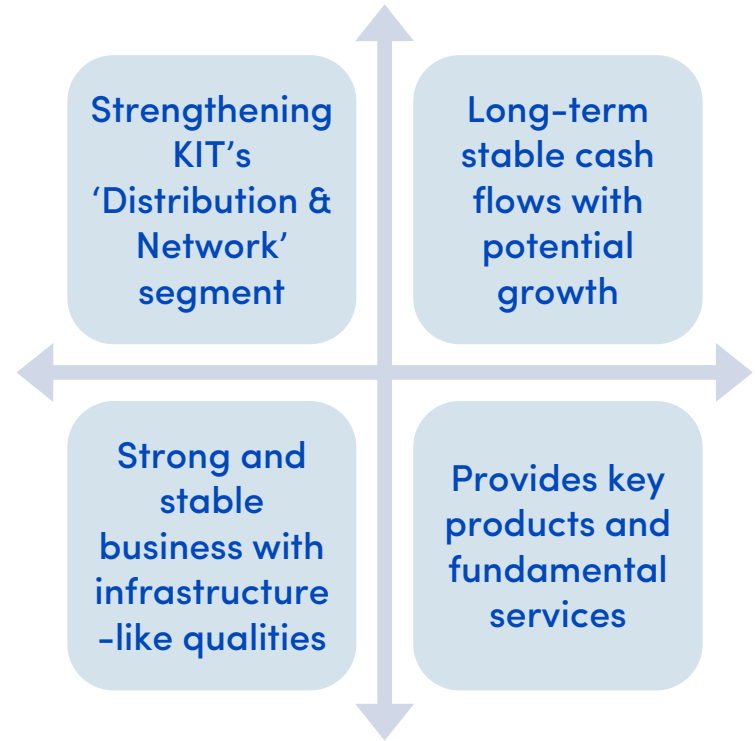 Strengthening
KIT’s
‘Distribution &
Network’
segment
Long-term
stable cash
flows with
potential
growth
Strong and
stable
business with
infrastructure
-like qualities
Provides key
products and
fundamental
services